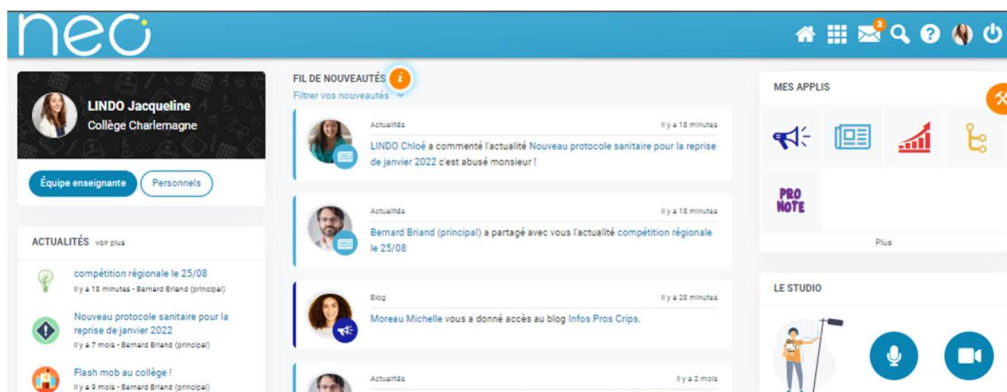 neo
3
LINDO Jacqueline
Collège Charlemagne
Équipe enseignante
Personnels
ACTUALITÉS voir plus
compétition régionale le 25/08
Il y a 18 minutes - Bernard Briand (principal)
Nouveau protocole sanitaire pour la
reprise de janvier 2022
Il y a 7 mois - Bernard Briand (principal)
Flash mob au collège !
Il y a 9 mois - Bernard Briand (principal)
FIL DE NOUVEAUTÉS i
Filtrer vos nouveautés
Actualités
Il y a 18 minutes
LINDO Chloé a commenté l'actualité Nouveau protocole sanitaire pour la reprise
de janvier 2022 c'est abusé monsieur !
Actualités
Il y a 18 minutes
Bernard Briand (principal) a partagé avec vous l'actualité compétition régionale
le 25/08
Blog
Il y a 28 minutes
Moreau Michelle vous a donné accès au blog Infos Pros Crips.
Actualités
Il y a 2 mois
MES APPLIS
PRO
NOTE
Plus
LE STUDIO